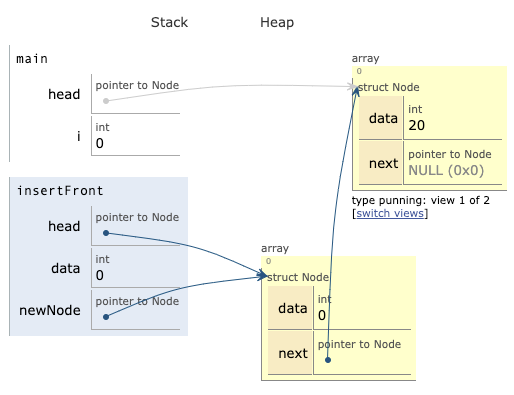 Stack Heap
main
head pointer to Node
i int
0
array
0
struct Node
data int
20
next pointer to Node
NULL (0x0)
type punning: view 1 of 2
[switch views]
insertFront
head pointer to Node
data int
0
newNode pointer to Node
array
0
struct Node
data int
0
next pointer to Node